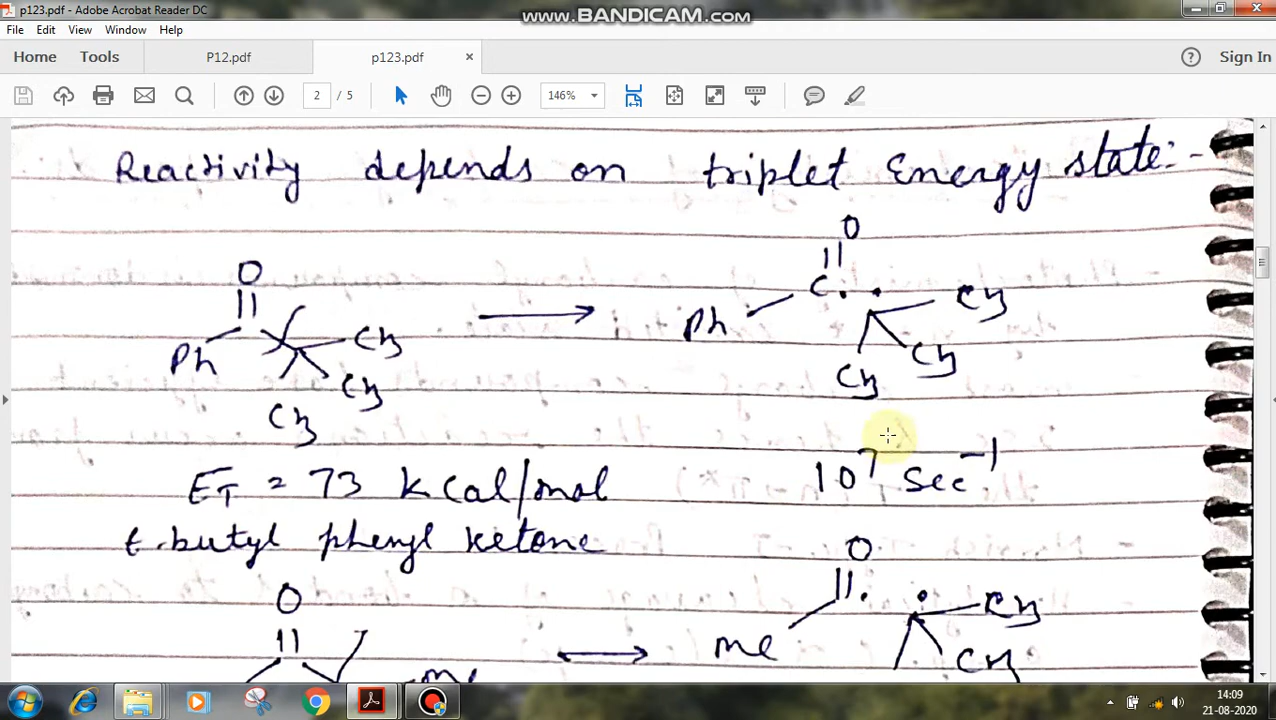 p123.pdf - Adobe Acrobat Reader DC
www.BANDICAM.com
File Edit View Window Help
Home Tools P12.pdf p123.pdf × Sign In
2 / 5 146%
Reactivity depends on triplet Energy state:-
O O
|| ||
Ph CH3 Ph C . . CH3
CH3 CH3
CH3 CH3
ET = 73 kcal/mol 10⁷ Sec⁻¹
t.butyl phenyl ketone
O O
|| || . . CH3
me me CH3
14:09
21-08-2020